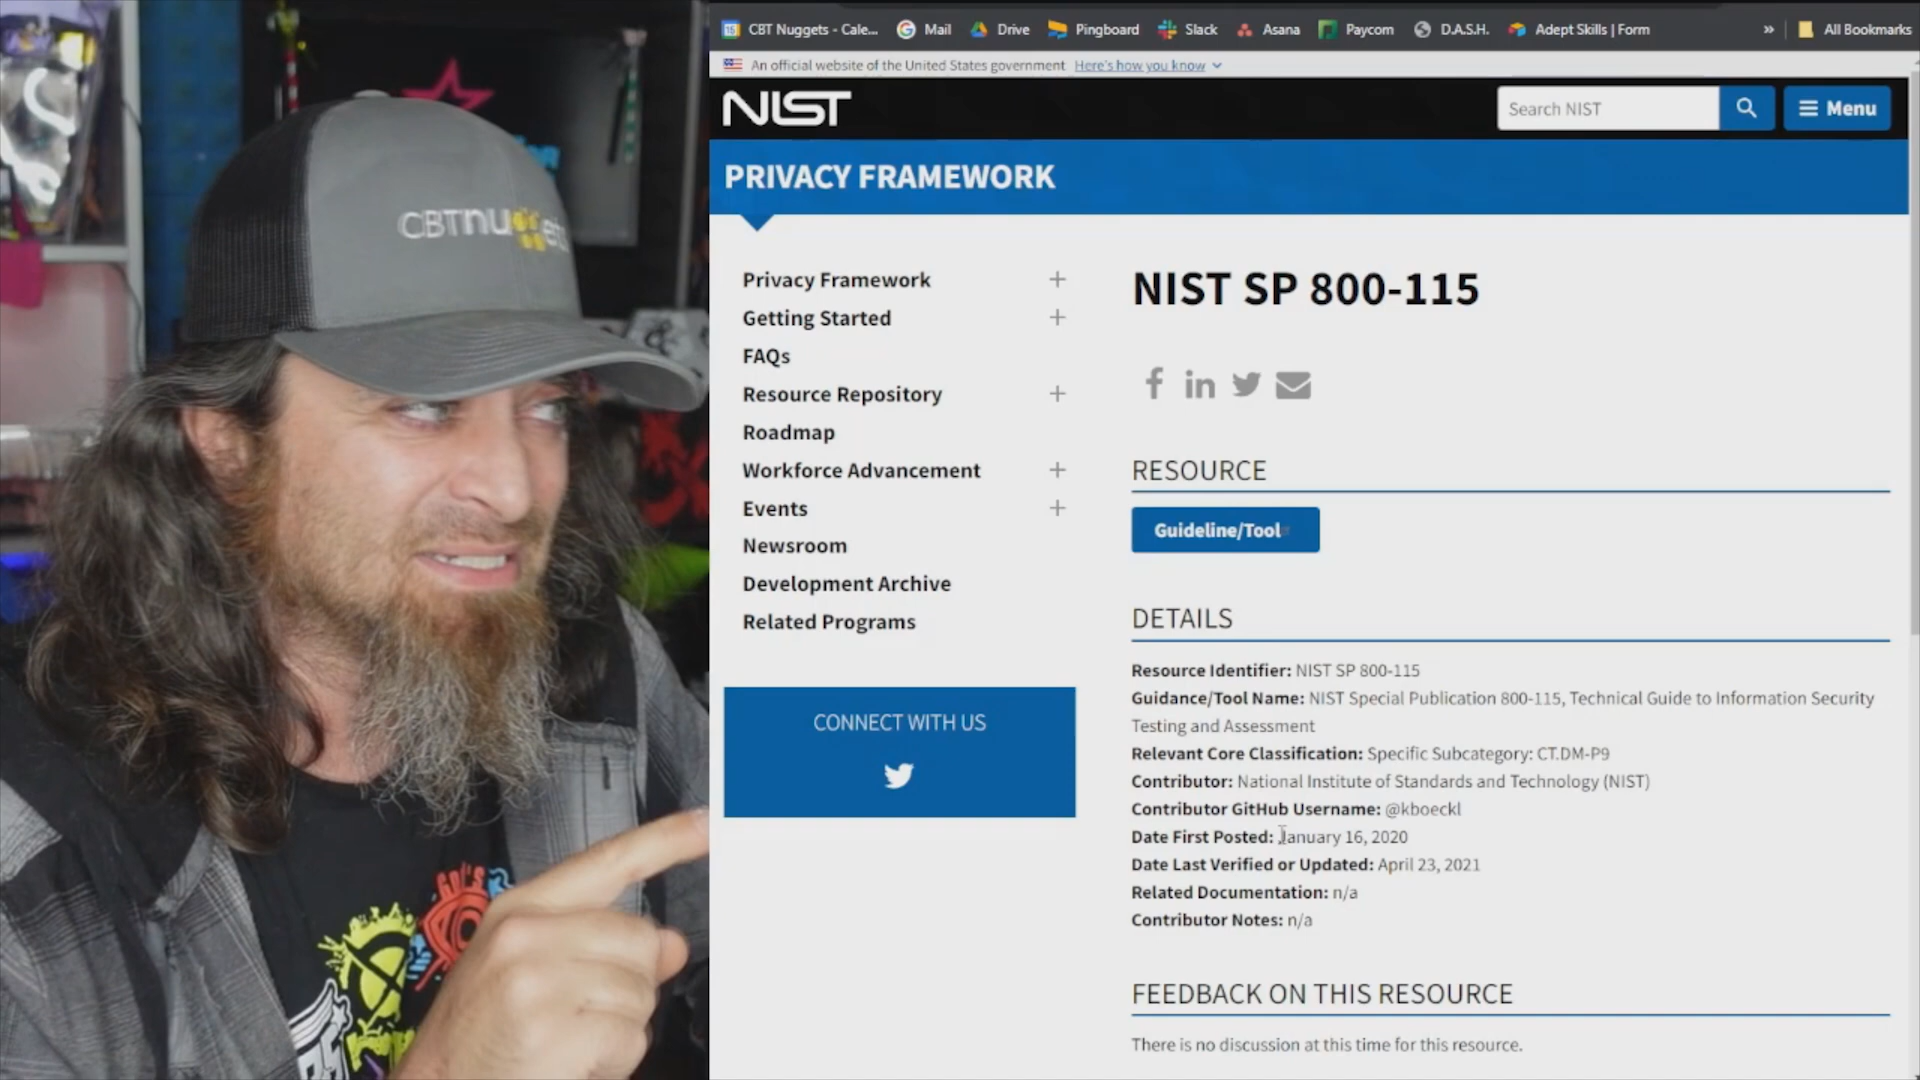 CBTnuggets
CBT Nuggets - Cale...
Mail
Drive
Pingboard
Slack
Asana
Paycom
D.A.S.H.
Adept Skills | Form
»
All Bookmarks
An official website of the United States government Here's how you know
NIST
Search NIST
Menu
PRIVACY FRAMEWORK
Privacy Framework +
Getting Started +
FAQs
Resource Repository +
Roadmap
Workforce Advancement +
Events +
Newsroom
Development Archive
Related Programs
CONNECT WITH US
NIST SP 800-115
RESOURCE
Guideline/Tool
DETAILS
Resource Identifier: NIST SP 800-115
Guidance/Tool Name: NIST Special Publication 800-115, Technical Guide to Information Security
Testing and Assessment
Relevant Core Classification: Specific Subcategory: CT.DM-P9
Contributor: National Institute of Standards and Technology (NIST)
Contributor GitHub Username: @kboeckl
Date First Posted: January 16, 2020
Date Last Verified or Updated: April 23, 2021
Related Documentation: n/a
Contributor Notes: n/a
FEEDBACK ON THIS RESOURCE
There is no discussion at this time for this resource.